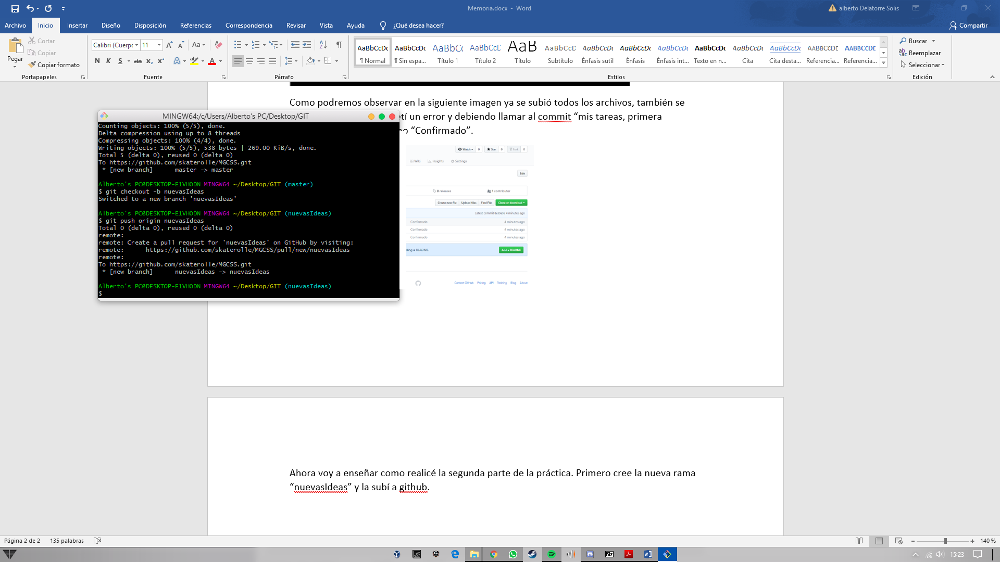 Memoria.docx - Word
alberto Delatorre Solis
Archivo Inicio Insertar Diseño Disposición Referencias Correspondencia Revisar Vista Ayuda ¿Qué desea hacer? Compartir
Pegar
Cortar
Copiar
Copiar formato
Portapapeles
Calibri (Cuerpo 11
N K S abc x₂ x²
Fuente
Párrafo
AaBbCcDc AaBbCcDc AaBbCc AaBbCcD AaB AaBbCcD AaBbCcDc AaBbCcDc AaBbCcDc AaBbCcDc AaBbCcDc AaBbCcDc AABBCCDE AABBCCDE
¶ Normal ¶ Sin espa... Título 1 Título 2 Título Subtítulo Énfasis sutil Énfasis Énfasis int... Texto en n... Cita Cita desta... Referencia... Referencia...
Estilos
Buscar
Reemplazar
Seleccionar
Edición
Como podremos observar en la siguiente imagen ya se subió todos los archivos, también se
tí un error y debiendo llamar al commit “mis tareas, primera
“Confirmado”.
MINGW64:/c/Users/Alberto's PC/Desktop/GIT
Counting objects: 100% (5/5), done.
Delta compression using up to 8 threads
Compressing objects: 100% (4/4), done.
Writing objects: 100% (5/5), 538 bytes | 269.00 KiB/s, done.
Total 5 (delta 0), reused 0 (delta 0)
To https://github.com/skaterolle/MGCSS.git
* [new branch] master -> master
Alberto's PC@DESKTOP-E1VHODN MINGW64 ~/Desktop/GIT (master)
$ git checkout -b nuevasIdeas
Switched to a new branch 'nuevasIdeas'
Alberto's PC@DESKTOP-E1VHODN MINGW64 ~/Desktop/GIT (nuevasIdeas)
$ git push origin nuevasIdeas
Total 0 (delta 0), reused 0 (delta 0)
remote:
remote: Create a pull request for 'nuevasIdeas' on GitHub by visiting:
remote: https://github.com/skaterolle/MGCSS/pull/new/nuevasIdeas
remote:
To https://github.com/skaterolle/MGCSS.git
* [new branch] nuevasIdeas -> nuevasIdeas
Alberto's PC@DESKTOP-E1VHODN MINGW64 ~/Desktop/GIT (nuevasIdeas)
$
Watch 0 Star 0 Fork 0
Wiki Insights Settings
Edit
0 releases 1 contributor
Create new file Upload files Find File Clone or download
Latest commit 4 minutes ago
Confirmado 4 minutes ago
Confirmado 4 minutes ago
Confirmado 4 minutes ago
ding a README. Add a README
Contact GitHub Pricing API Training Blog About
Ahora voy a enseñar como realicé la segunda parte de la práctica. Primero cree la nueva rama
“nuevasIdeas” y la subí a github.
Página 2 de 2 135 palabras
140 %
15:23